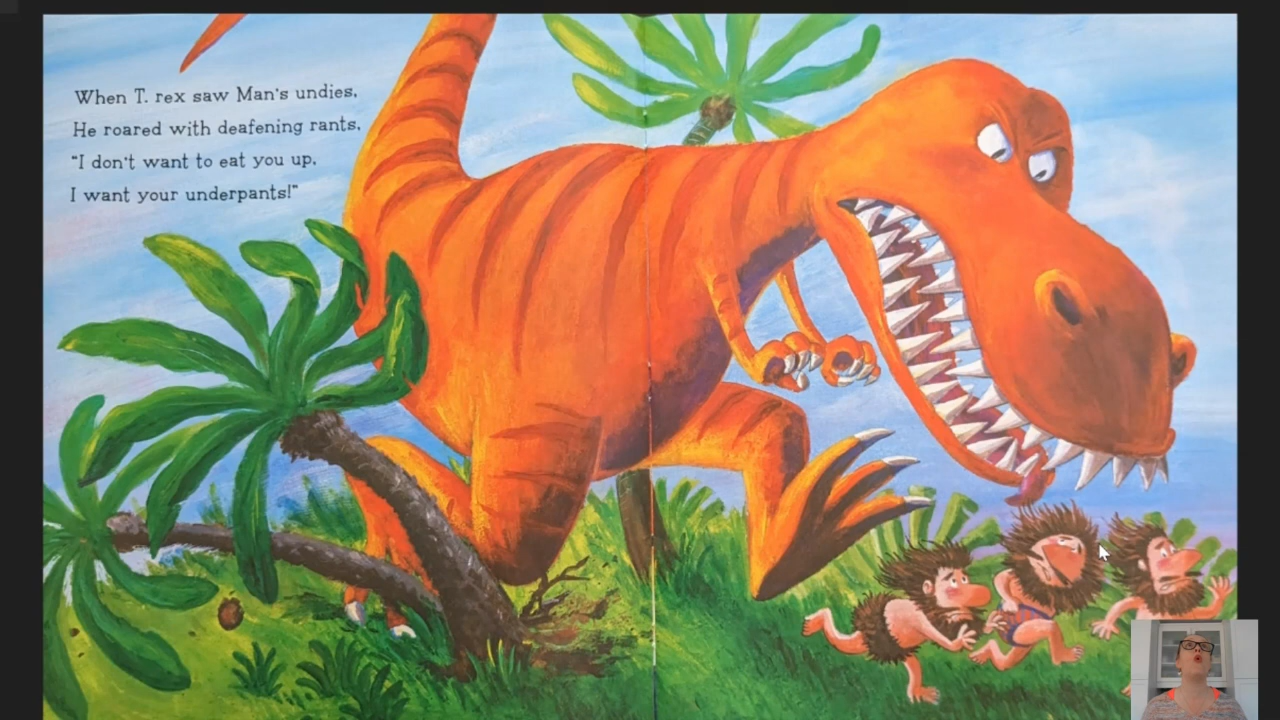 When T. rex saw Man's undies,
He roared with deafening rants,
"I don't want to eat you up,
I want your underpants!"